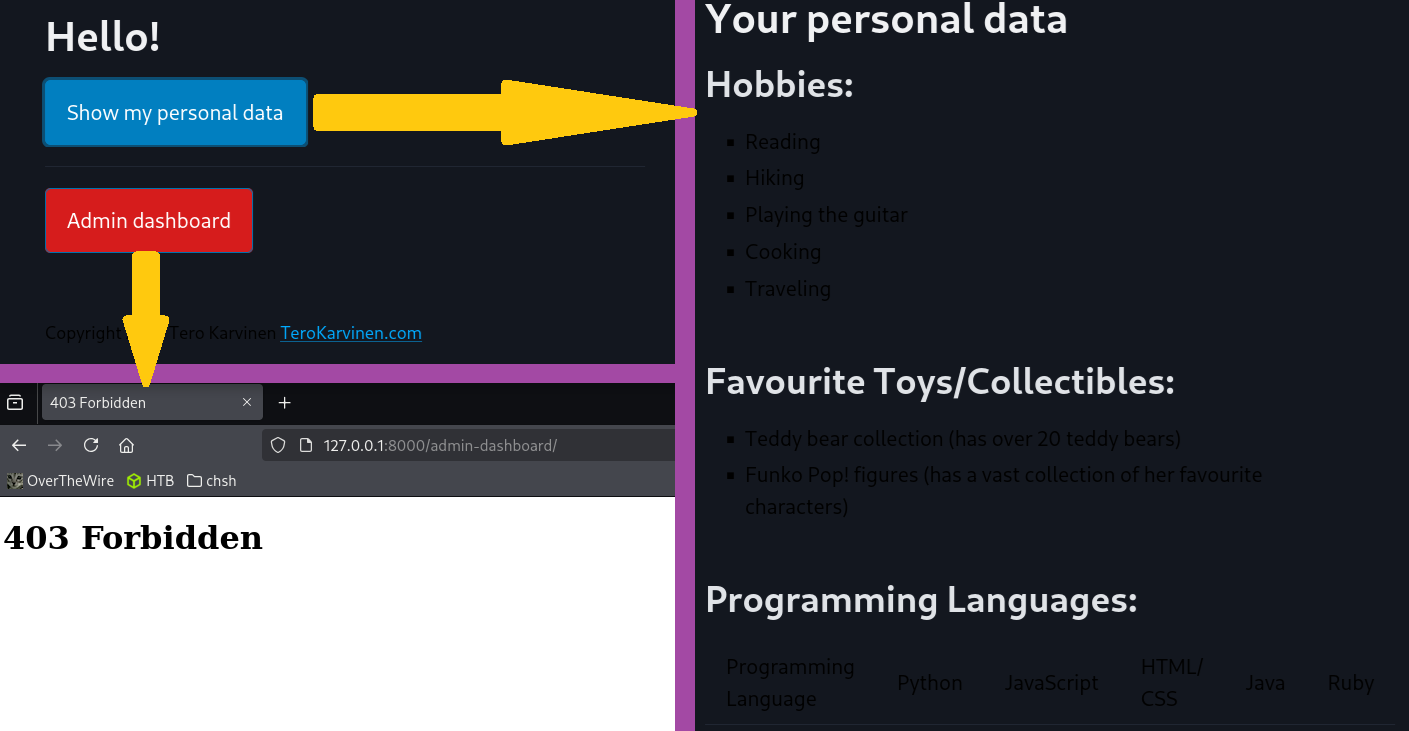 Hello!
Show my personal data
Admin dashboard
Copyright Tero Karvinen TeroKarvinen.com
403 Forbidden
127.0.0.1:8000/admin-dashboard/
OverTheWire HTB chsh
403 Forbidden
Your personal data
Hobbies:
Reading
Hiking
Playing the guitar
Cooking
Traveling
Favourite Toys/Collectibles:
Teddy bear collection (has over 20 teddy bears)
Funko Pop! figures (has a vast collection of her favourite
characters)
Programming Languages:
Programming
Language
Python
JavaScript
HTML/
CSS
Java
Ruby